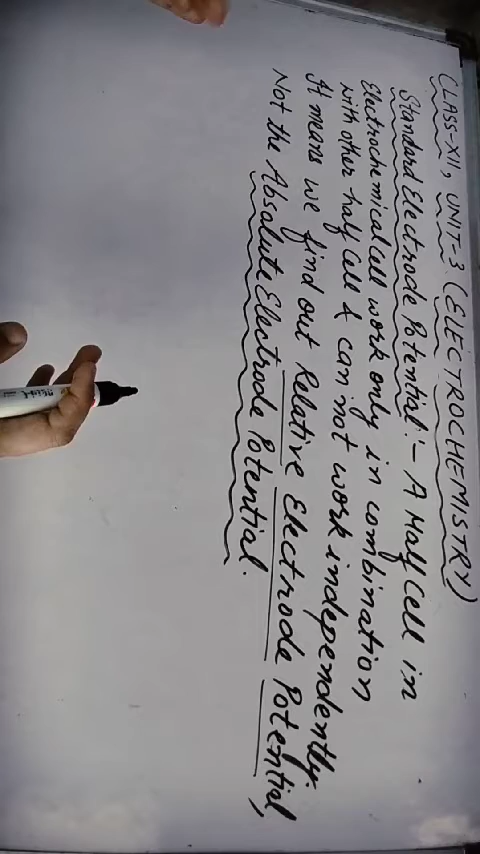 CLASS-XII, UNIT-3 (ELECTROCHEMISTRY)
Standard Electrode Potential:- A Half Cell in
Electrochemical cell work only in combination
with other half cell & can not work independently.
It means we find out Relative Electrode Potential,
Not the Absolute Electrode Potential.